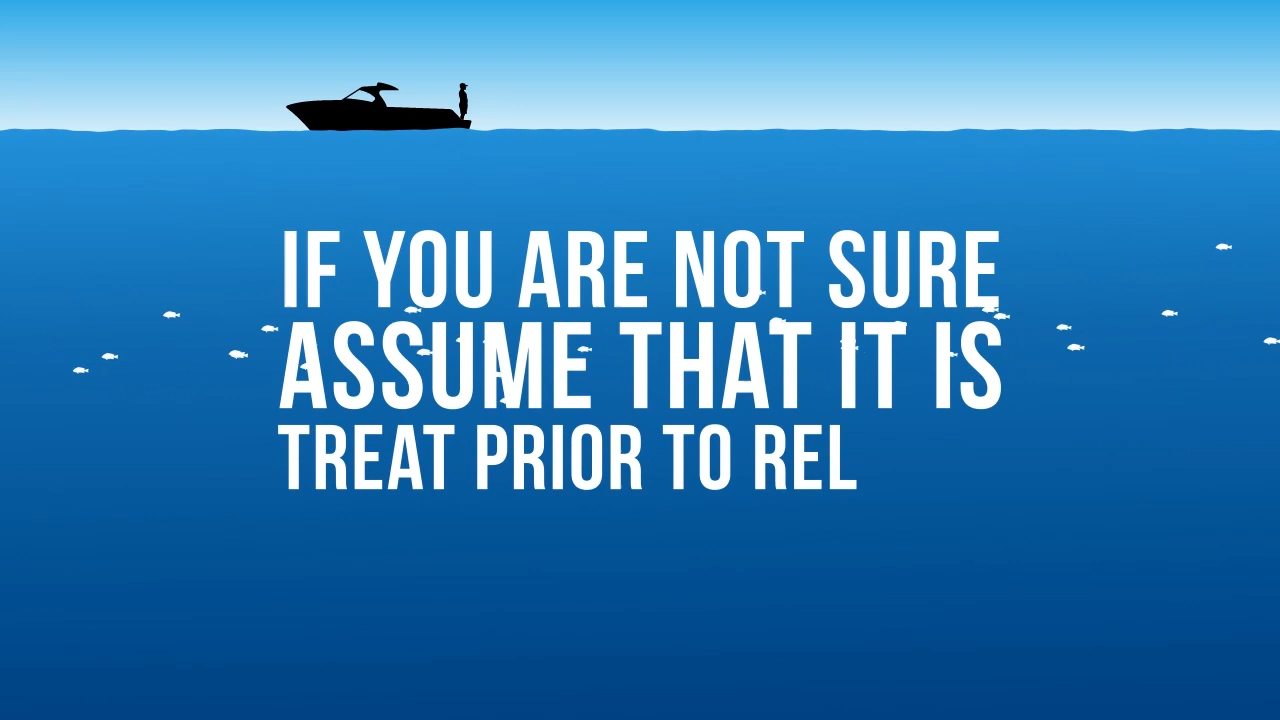 IF YOU ARE NOT SURE
ASSUME THAT IT IS
TREAT PRIOR TO REL